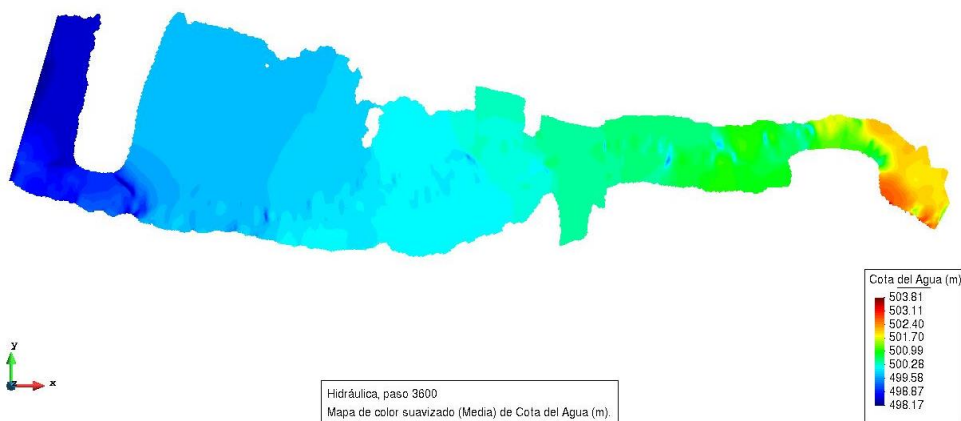 Cota del Agua (m)
503.81
503.11
502.40
501.70
500.99
500.28
499.58
498.87
498.17
y
x
Hidráulica, paso 3600
Mapa de color suavizado (Media) de Cota del Agua (m).